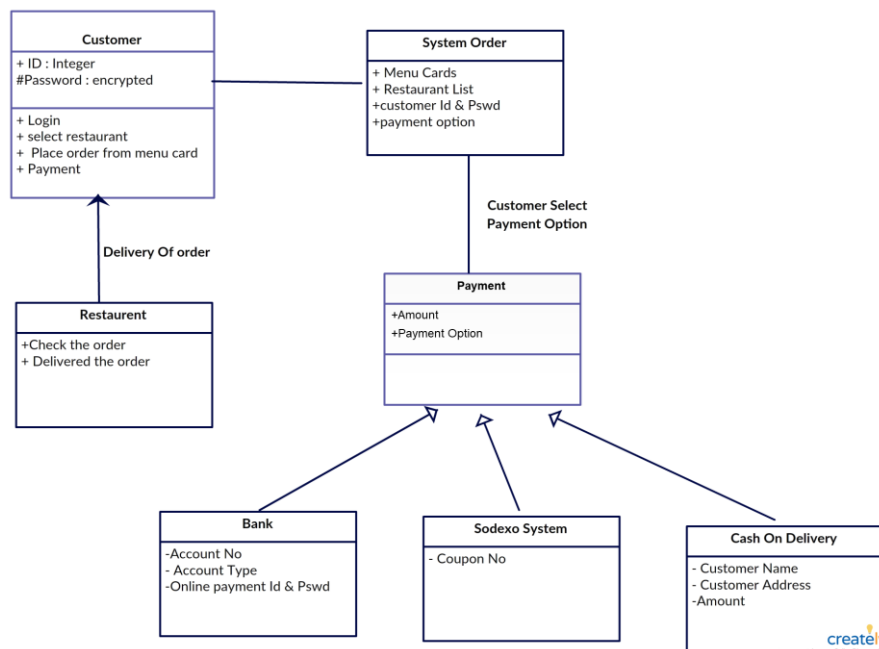 Customer
+ ID : Integer
#Password : encrypted
+ Login
+ select restaurant
+ Place order from menu card
+ Payment
System Order
+ Menu Cards
+ Restaurant List
+customer Id & Pswd
+payment option
Customer Select
Payment Option
Delivery Of order
Restaurent
+Check the order
+ Delivered the order
Payment
+Amount
+Payment Option
Bank
-Account No
- Account Type
-Online payment Id & Pswd
Sodexo System
- Coupon No
Cash On Delivery
- Customer Name
- Customer Address
-Amount